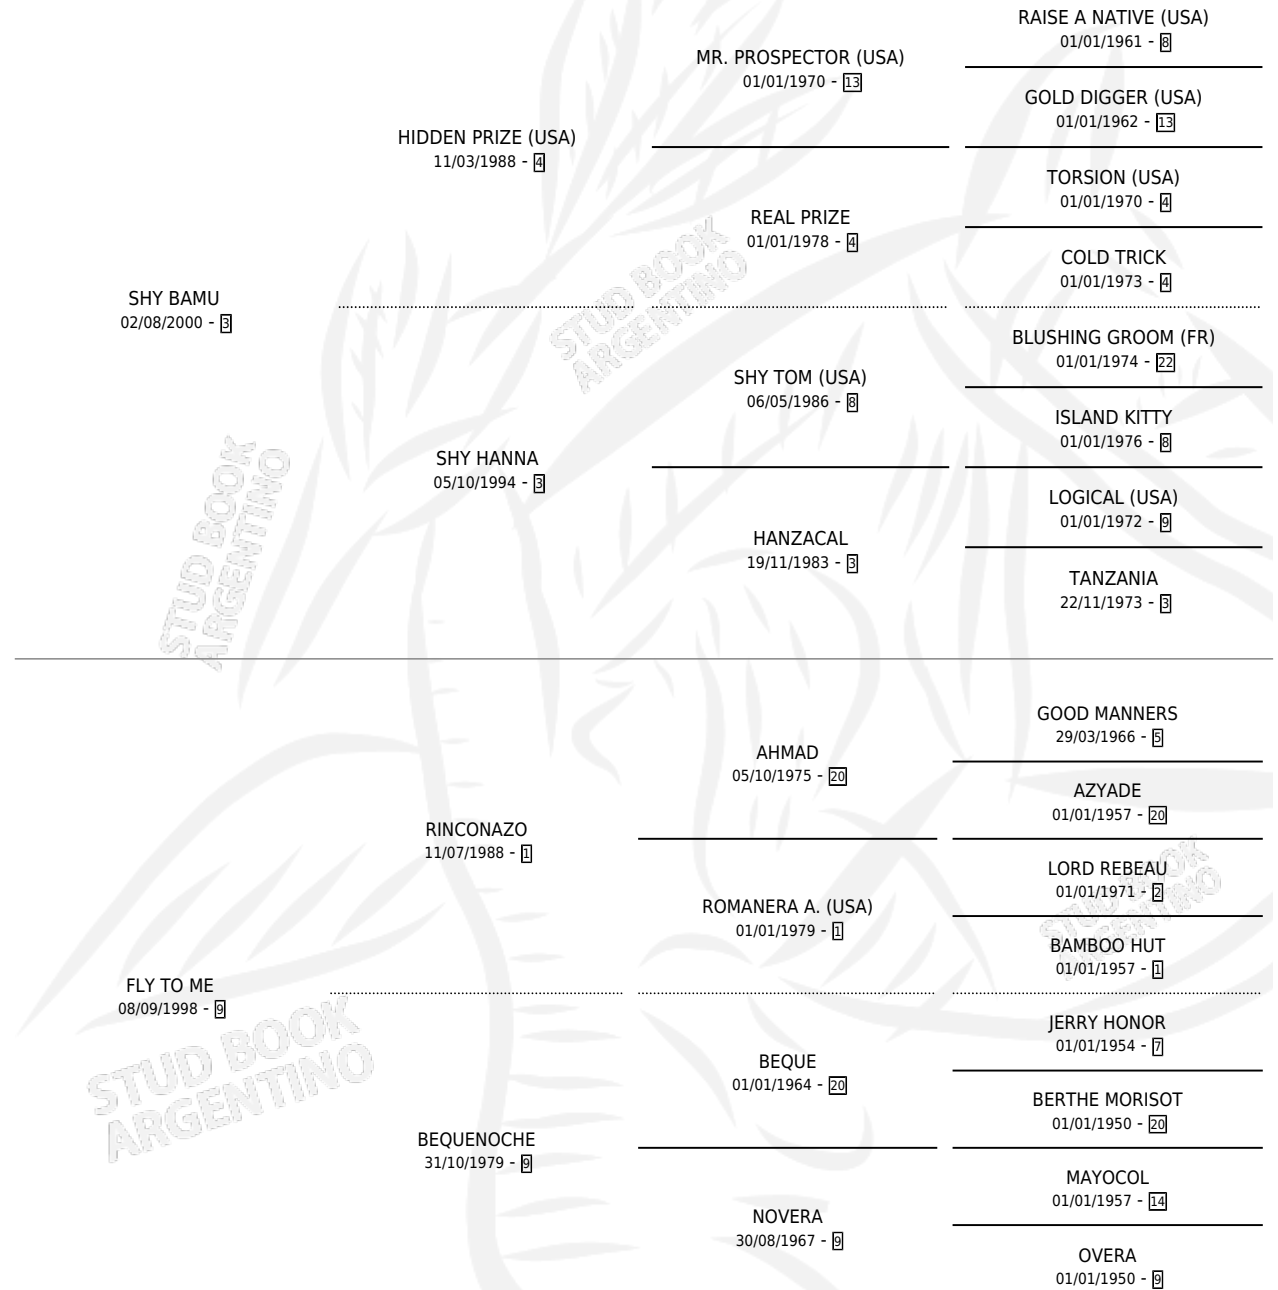 RAISE A NATIVE (USA)
01/01/1961 - 8
MR. PROSPECTOR (USA)
01/01/1970 - 13
GOLD DIGGER (USA)
01/01/1962 - 13
HIDDEN PRIZE (USA)
11/03/1988 - 4
TORSION (USA)
01/01/1970 - 4
REAL PRIZE
01/01/1978 - 4
COLD TRICK
01/01/1973 - 4
SHY BAMU
02/08/2000 - 3
BLUSHING GROOM (FR)
01/01/1974 - 22
SHY TOM (USA)
06/05/1986 - 8
ISLAND KITTY
01/01/1976 - 8
SHY HANNA
05/10/1994 - 3
LOGICAL (USA)
01/01/1972 - 9
HANZACAL
19/11/1983 - 3
TANZANIA
22/11/1973 - 3
GOOD MANNERS
29/03/1966 - 5
AHMAD
05/10/1975 - 20
AZYADE
01/01/1957 - 20
RINCONAZO
11/07/1988 - 1
LORD REBEAU
01/01/1971 - 2
ROMANERA A. (USA)
01/01/1979 - 1
BAMBOO HUT
01/01/1957 - 1
FLY TO ME
08/09/1998 - 9
JERRY HONOR
01/01/1954 - 7
BEQUE
01/01/1964 - 20
BERTHE MORISOT
01/01/1950 - 20
BEQUENOCHE
31/10/1979 - 9
MAYOCOL
01/01/1957 - 14
NOVERA
30/08/1967 - 9
OVERA
01/01/1950 - 9
STUD BOOK
ARGENTINO
STUD BOOK
ARGENTINO
STUD BOOK
ARGENTINO
STUD BOOK
ARGENTINO